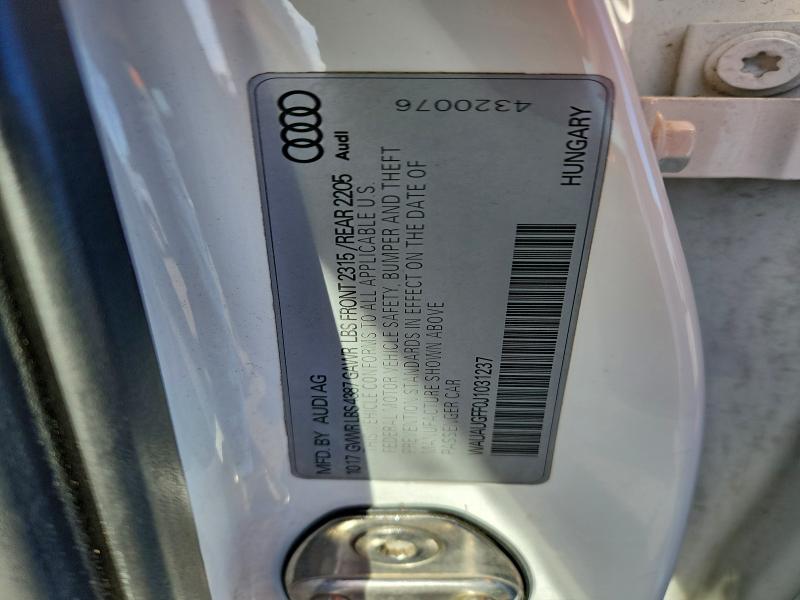 MFD. BY AUDI AG
Audi
10 17 GVWR LBS 4387 GAWR LBS FRONT 2315 / REAR 2205
THIS VEHICLE CONFORMS TO ALL APPLICABLE U.S.
FEDERAL MOTOR VEHICLE SAFETY, BUMPER AND THEFT
PREVENTION STANDARDS IN EFFECT ON THE DATE OF
MANUFACTURE SHOWN ABOVE
PASSENGER CAR
WAUAUGFF0J1031237
4320076
HUNGARY